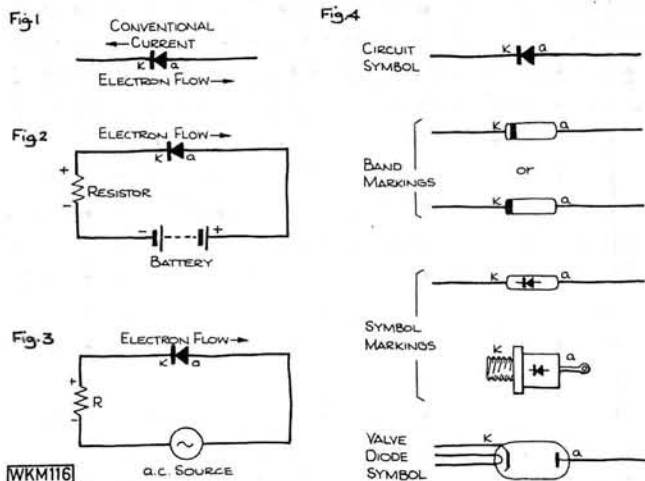 Fig.1
CONVENTIONAL
CURRENT
K a
ELECTRON FLOW
Fig.2
ELECTRON FLOW
K a
+
RESISTOR
-
- +
BATTERY
Fig.3
ELECTRON FLOW
K a
+
R
-
a.c. SOURCE
WKM116
Fig.4
CIRCUIT
SYMBOL
K a
BAND
MARKINGS
K a
or
K a
SYMBOL
MARKINGS
K a
K a
VALVE
DIODE
SYMBOL
K a